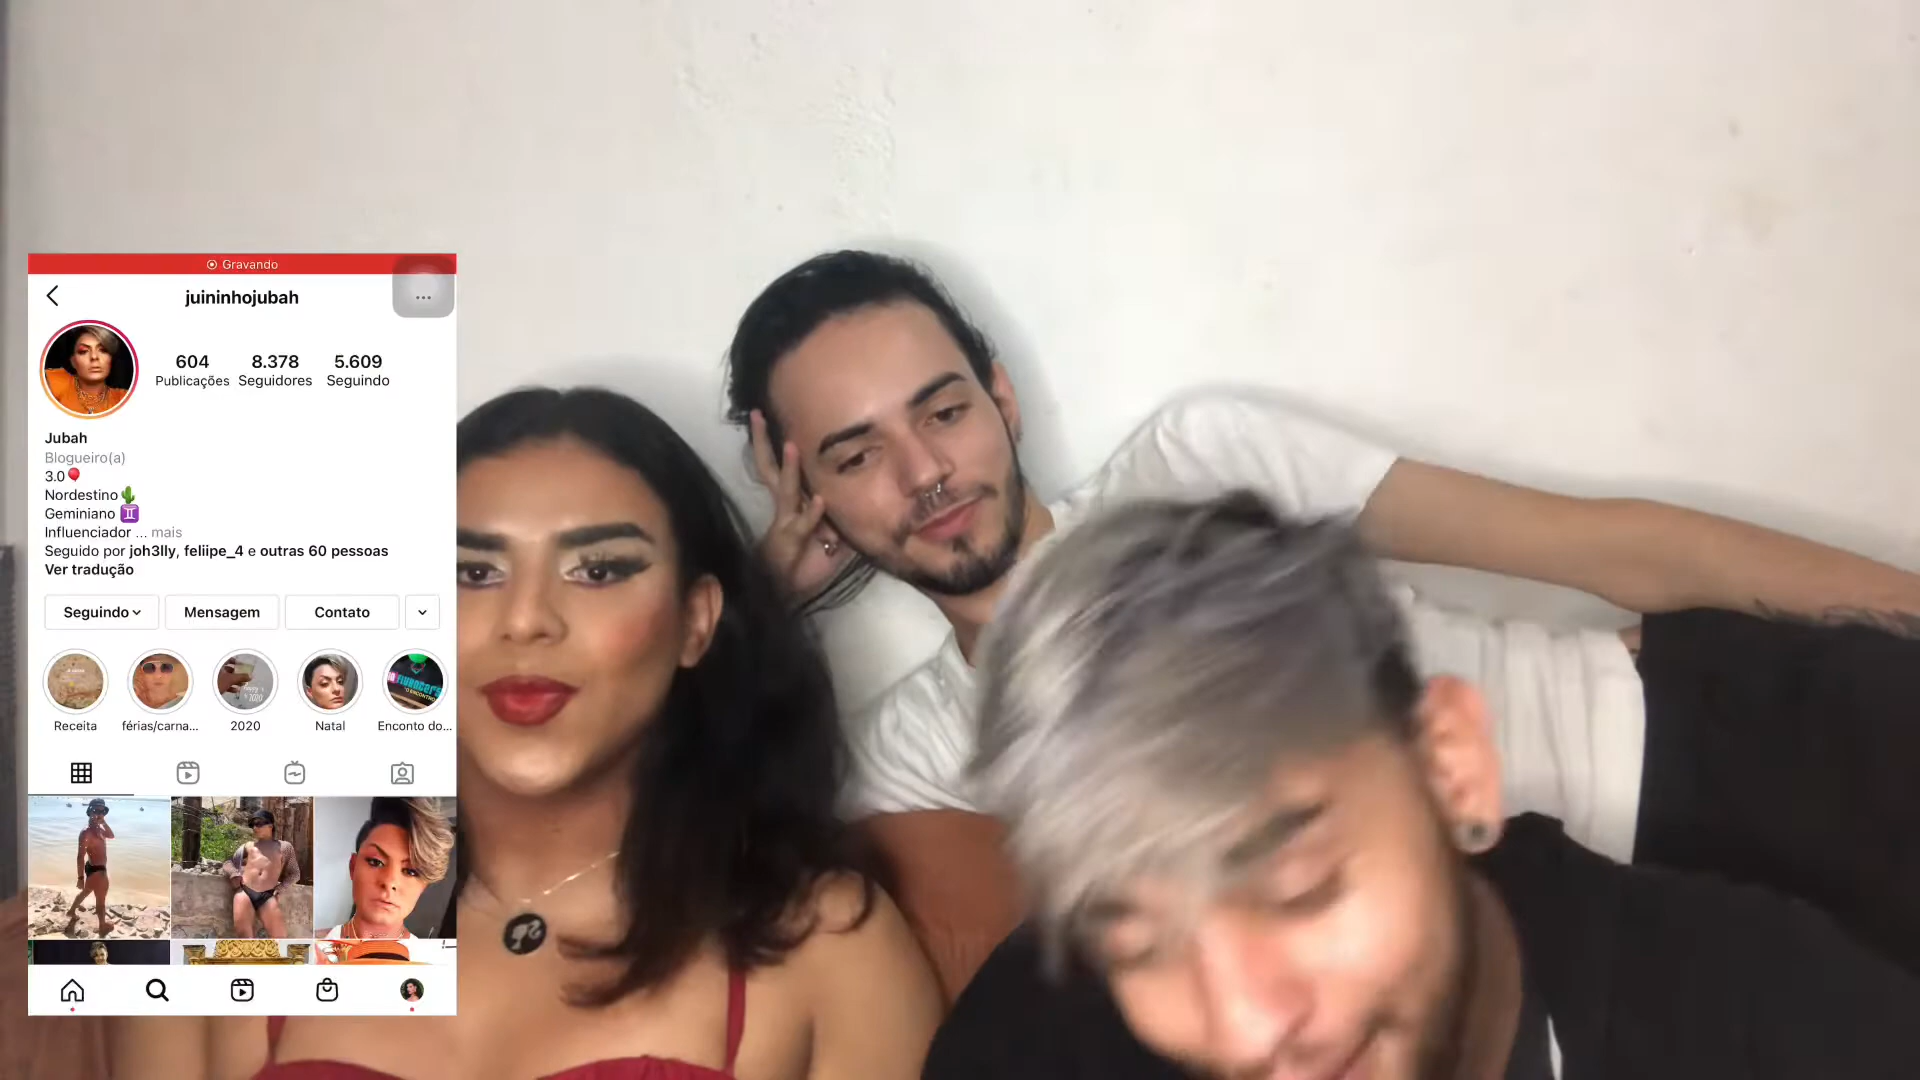 Gravando
juininhojubah
...
604 8.378 5.609
Publicações Seguidores Seguindo
Jubah
Blogueiro(a)
3.0🎈
Nordestino🌵
Geminiano ♊
Influenciador ... mais
Seguido por joh3lly, feliipe_4 e outras 60 pessoas
Ver tradução
Seguindo Mensagem Contato
Receita férias/carna... 2020 Natal Enconto do...